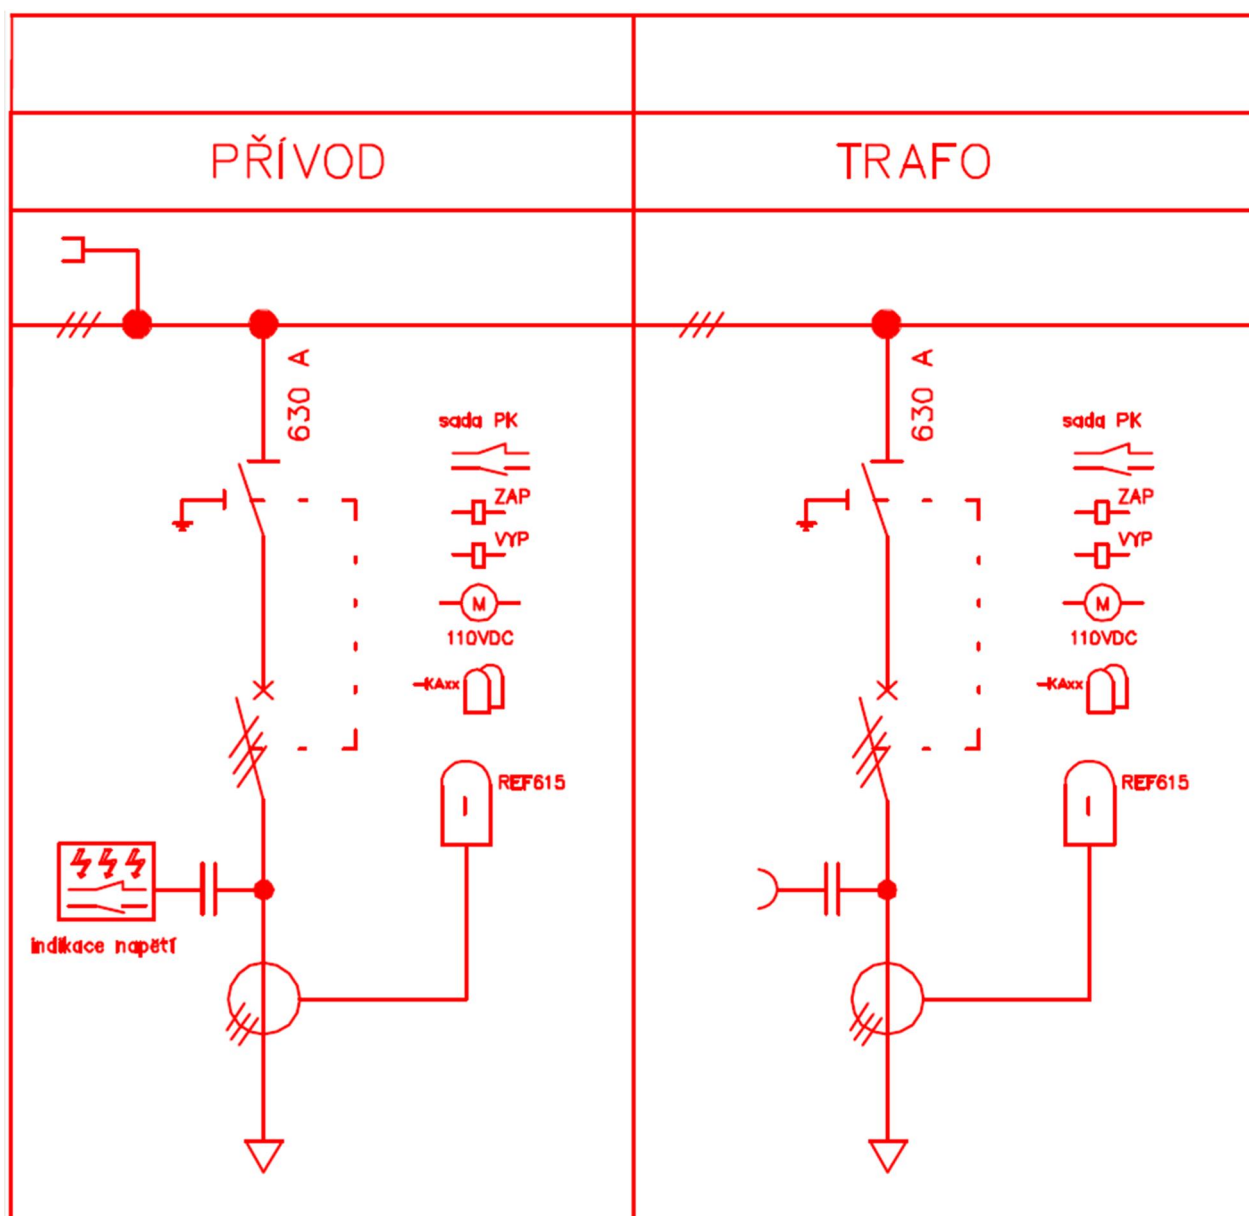 PŘÍVOD
TRAFO
630 A
sada PK
ZAP
VYP
M
110VDC
-KAxx
REF615
indikace napětí
630 A
sada PK
ZAP
VYP
M
110VDC
-KAxx
REF615